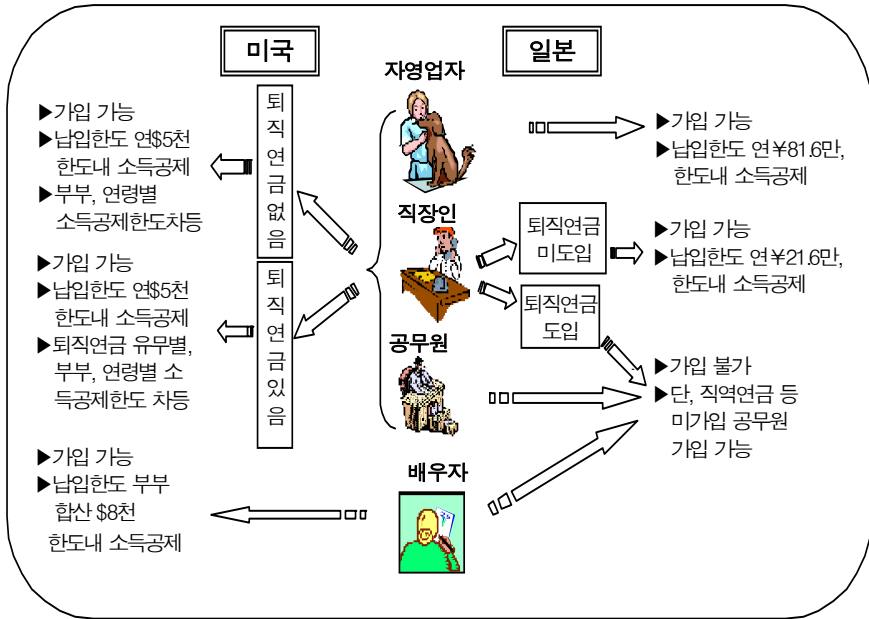 미국
일본
퇴직연금없음
▶가입 가능
▶납입한도 연$5천
한도내 소득공제
▶부부, 연령별
소득공제한도차등
퇴직연금있음
▶가입 가능
▶납입한도 연$5천
한도내 소득공제
▶퇴직연금 유무별,
부부, 연령별 소
득공제한도 차등
▶가입 가능
▶납입한도 부부
합산 $8천
한도내 소득공제
자영업자
직장인
공무원
배우자
▶가입 가능
▶납입한도 연￥81.6만,
한도내 소득공제
퇴직연금
미도입
▶가입 가능
▶납입한도 연￥21.6만,
한도내 소득공제
퇴직연금
도입
▶가입 불가
▶단, 직역연금 등
미가입 공무원
가입 가능